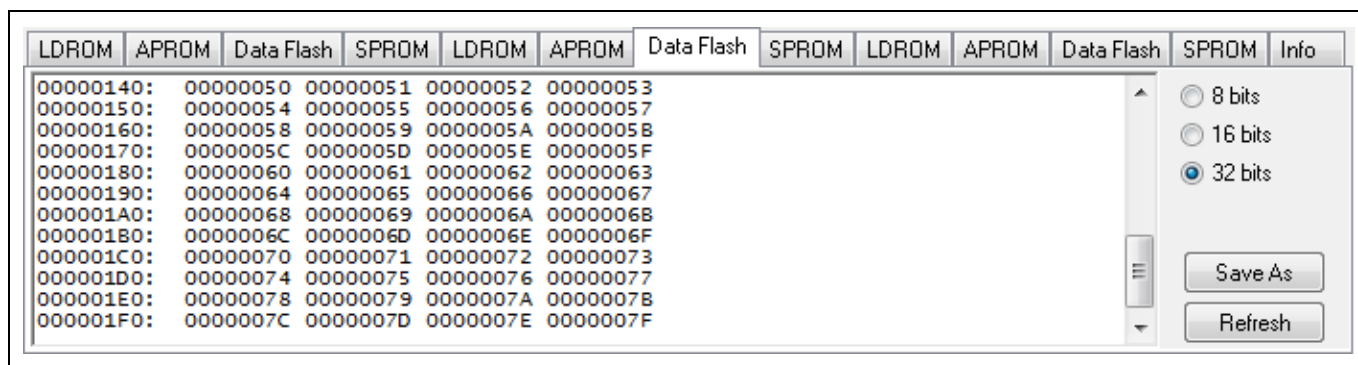 LDROM APROM Data Flash SPROM LDROM APROM Data Flash SPROM LDROM APROM Data Flash SPROM Info
00000140: 00000050 00000051 00000052 00000053
00000150: 00000054 00000055 00000056 00000057
00000160: 00000058 00000059 0000005A 0000005B
00000170: 0000005C 0000005D 0000005E 0000005F
00000180: 00000060 00000061 00000062 00000063
00000190: 00000064 00000065 00000066 00000067
000001A0: 00000068 00000069 0000006A 0000006B
000001B0: 0000006C 0000006D 0000006E 0000006F
000001C0: 00000070 00000071 00000072 00000073
000001D0: 00000074 00000075 00000076 00000077
000001E0: 00000078 00000079 0000007A 0000007B
000001F0: 0000007C 0000007D 0000007E 0000007F
8 bits
16 bits
32 bits
Save As
Refresh